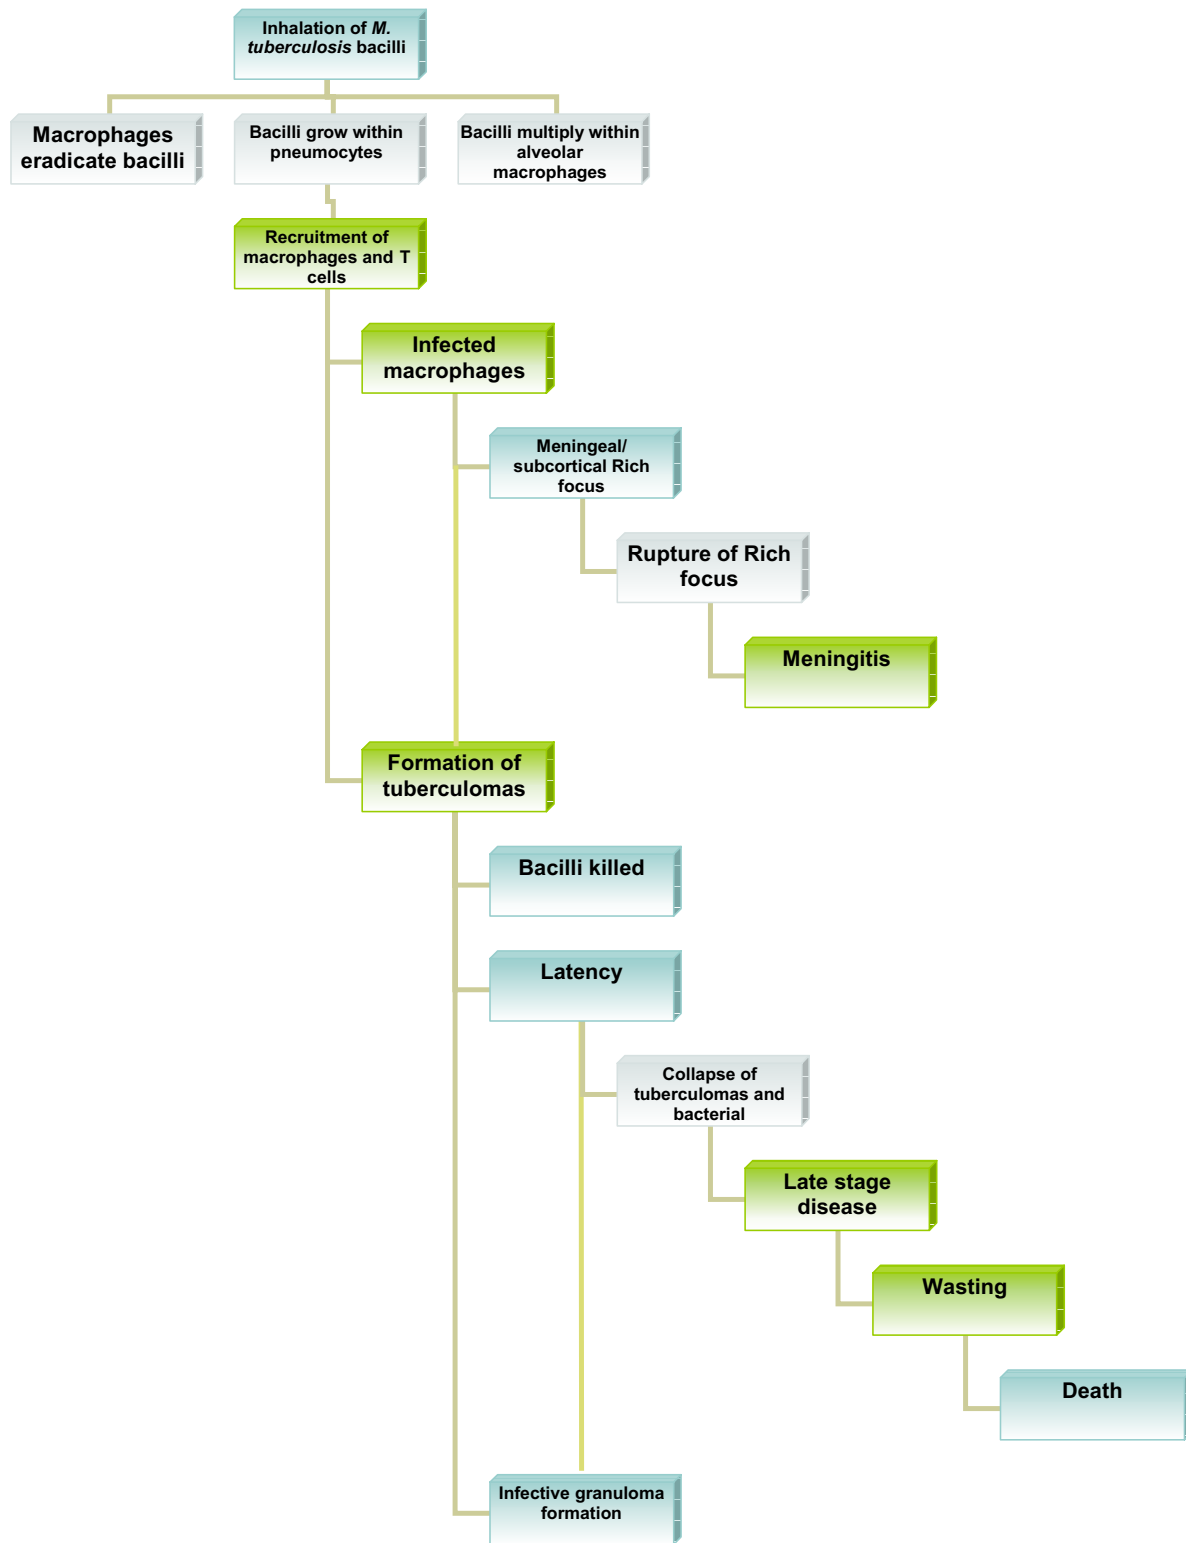 Inhalation of M.
tuberculosis bacilli
Macrophages
eradicate bacilli
Bacilli grow within
pneumocytes
Bacilli multiply within
alveolar
macrophages
Recruitment of
macrophages and T
cells
Infected
macrophages
Meningeal/
subcortical Rich
focus
Rupture of Rich
focus
Meningitis
Formation of
tuberculomas
Bacilli killed
Latency
Collapse of
tuberculomas and
bacterial
Late stage
disease
Wasting
Death
Infective granuloma
formation